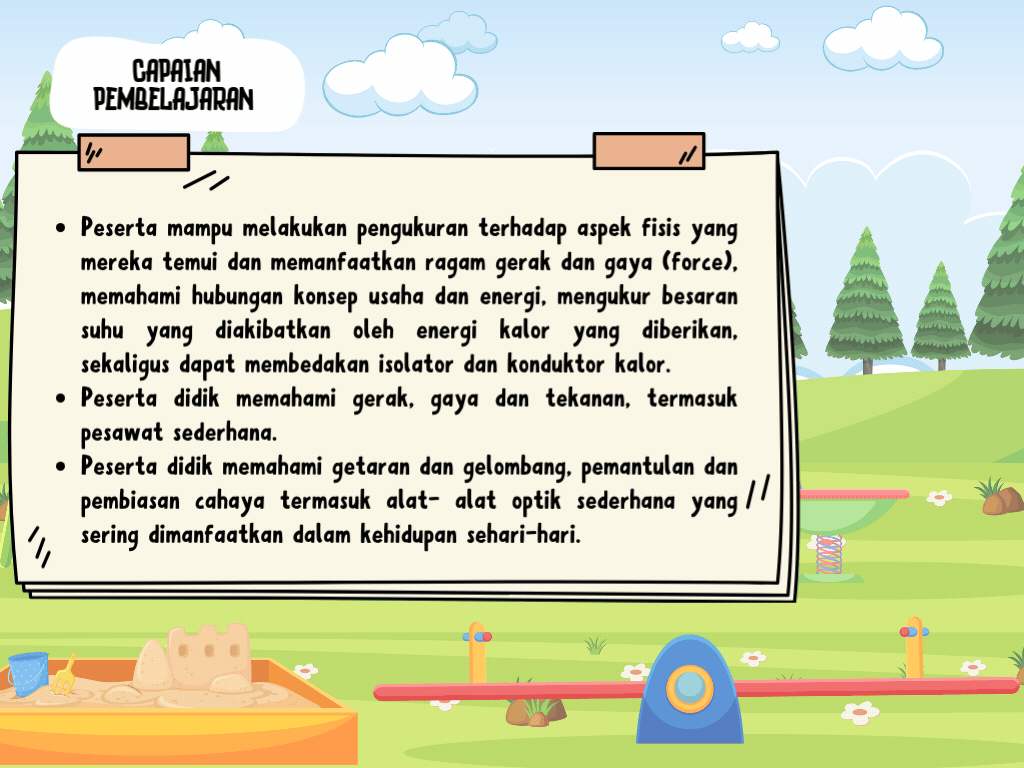 CAPAIAN
PEMBELAJARAN
• Peserta mampu melakukan pengukuran terhadap aspek fisis yang
mereka temui dan memanfaatkan ragam gerak dan gaya (force),
memahami hubungan konsep usaha dan energi, mengukur besaran
suhu yang diakibatkan oleh energi kalor yang diberikan,
sekaligus dapat membedakan isolator dan konduktor kalor.
• Peserta didik memahami gerak, gaya dan tekanan, termasuk
pesawat sederhana.
• Peserta didik memahami getaran dan gelombang, pemantulan dan
pembiasan cahaya termasuk alat- alat optik sederhana yang
sering dimanfaatkan dalam kehidupan sehari-hari.